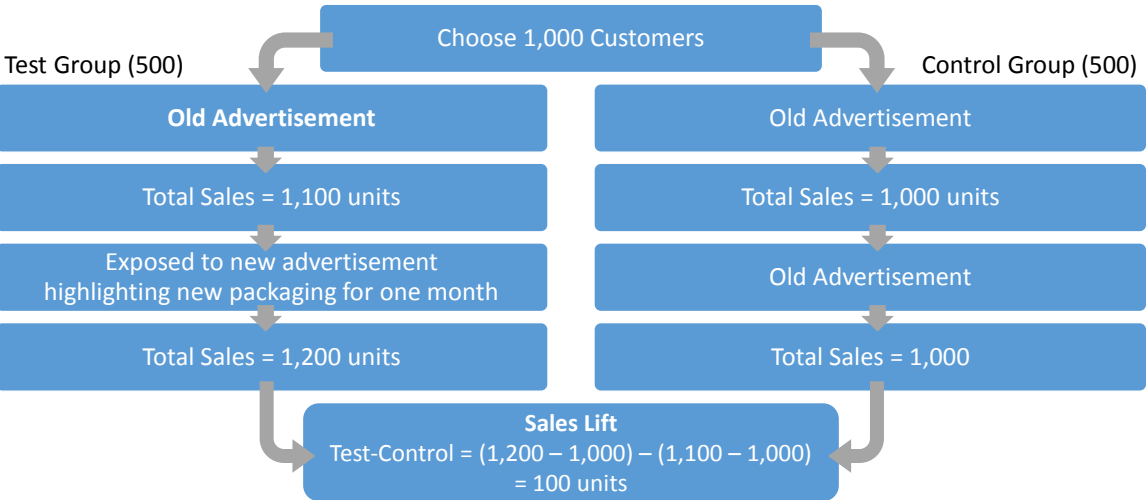 Choose 1,000 Customers
Test Group (500)
Control Group (500)
Old Advertisement
Old Advertisement
Total Sales = 1,100 units
Total Sales = 1,000 units
Exposed to new advertisement
highlighting new packaging for one month
Old Advertisement
Total Sales = 1,200 units
Total Sales = 1,000
Sales Lift
Test-Control = (1,200 – 1,000) – (1,100 – 1,000)
= 100 units